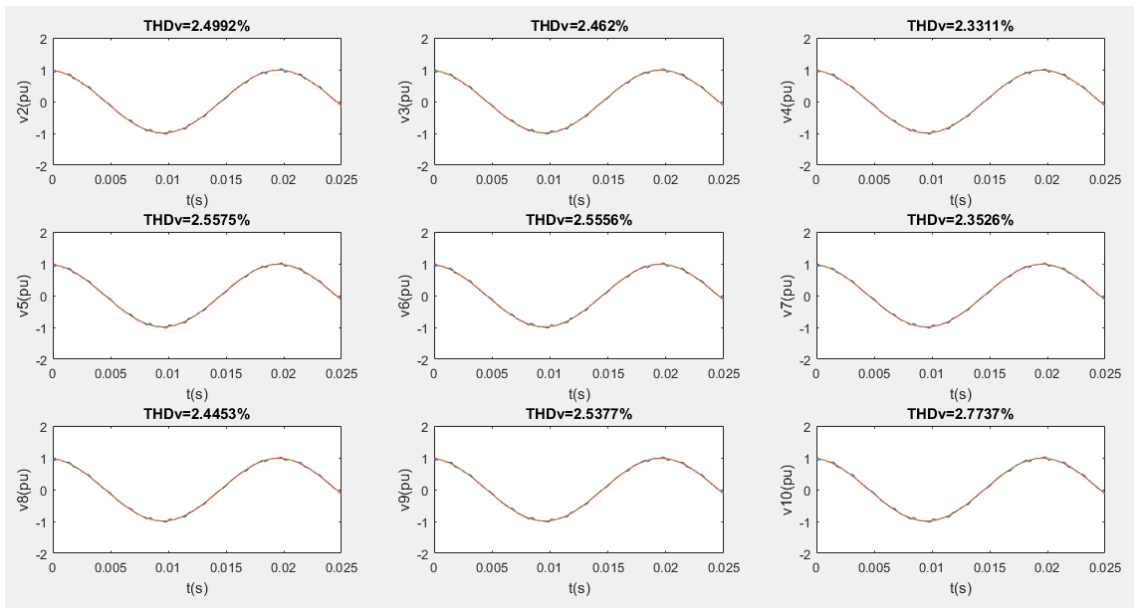 THDv=2.4992%
2
1
0
-1
-2
v2(pu)
0 0.005 0.01 0.015 0.02 0.025
t(s)
THDv=2.462%
2
1
0
-1
-2
v3(pu)
0 0.005 0.01 0.015 0.02 0.025
t(s)
THDv=2.3311%
2
1
0
-1
-2
v4(pu)
0 0.005 0.01 0.015 0.02 0.025
t(s)
THDv=2.5575%
2
1
0
-1
-2
v5(pu)
0 0.005 0.01 0.015 0.02 0.025
t(s)
THDv=2.5556%
2
1
0
-1
-2
v6(pu)
0 0.005 0.01 0.015 0.02 0.025
t(s)
THDv=2.3526%
2
1
0
-1
-2
v7(pu)
0 0.005 0.01 0.015 0.02 0.025
t(s)
THDv=2.4453%
2
1
0
-1
-2
v8(pu)
0 0.005 0.01 0.015 0.02 0.025
t(s)
THDv=2.5377%
2
1
0
-1
-2
v9(pu)
0 0.005 0.01 0.015 0.02 0.025
t(s)
THDv=2.7737%
2
1
0
-1
-2
v10(pu)
0 0.005 0.01 0.015 0.02 0.025
t(s)